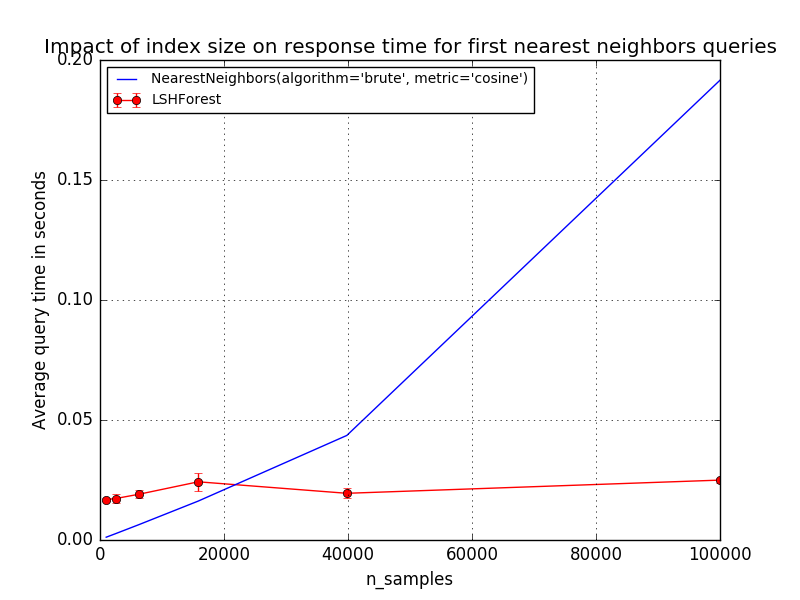 Impact of index size on response time for first nearest neighbors queries
NearestNeighbors(algorithm='brute', metric='cosine')
LSHForest
Average query time in seconds
0.20
0.15
0.10
0.05
0.00
0 20000 40000 60000 80000 100000
n_samples